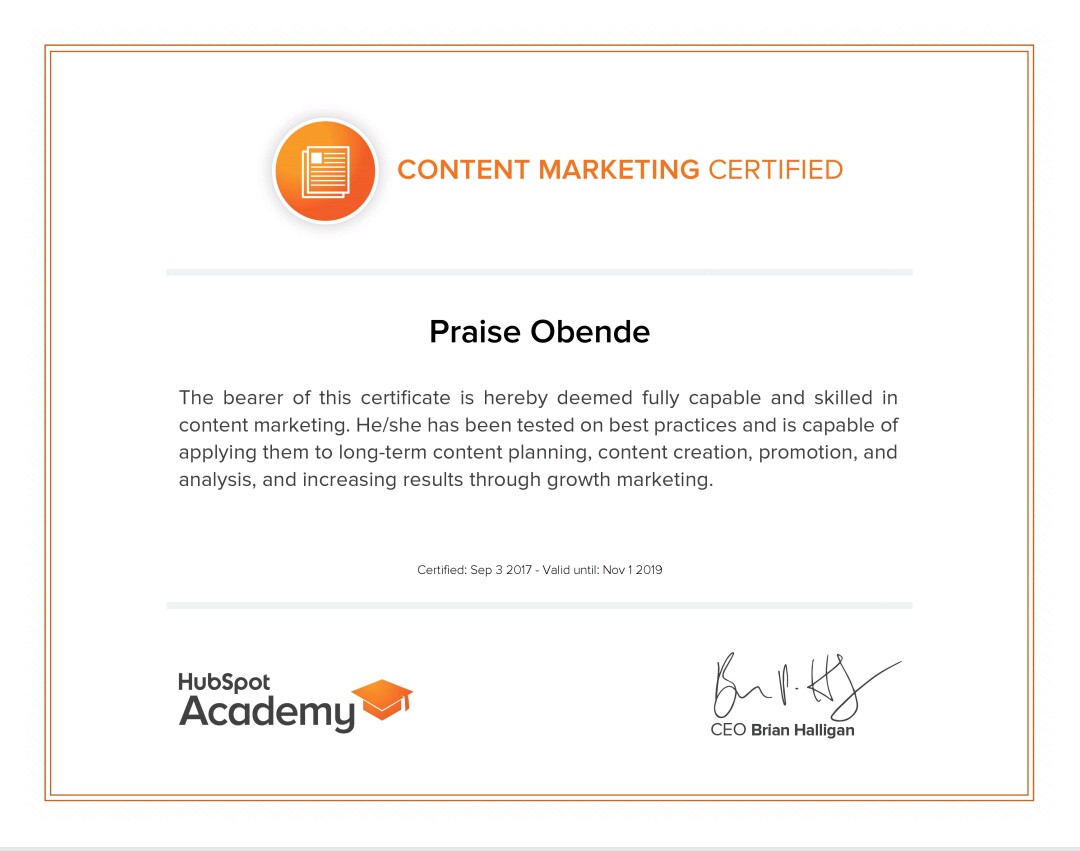 CONTENT MARKETING CERTIFIED
Praise Obende
The bearer of this certificate is hereby deemed fully capable and skilled in
content marketing. He/she has been tested on best practices and is capable of
applying them to long-term content planning, content creation, promotion, and
analysis, and increasing results through growth marketing.
Certified: Sep 3 2017 - Valid until: Nov 1 2019
HubSpot
Academy
CEO Brian Halligan